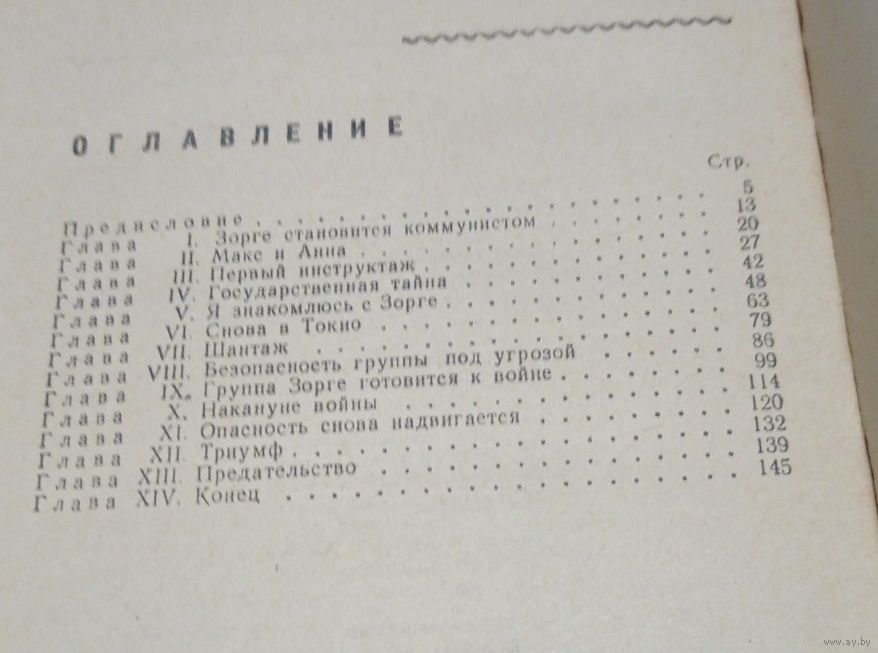 ОГЛАВЛЕНИЕ
Стр.
Предисловие . . . . . . . . . . . . . . . . . . . 5
Глава I. Зорге становится коммунистом . . . . . . . . 13
Глава II. Макс и Анна . . . . . . . . . . . . . . . 20
Глава III. Первый инструктаж . . . . . . . . . . . . 27
Глава IV. Государственная тайна . . . . . . . . . . . 42
Глава V. Я знакомлюсь с Зорге . . . . . . . . . . . . 48
Глава VI. Снова в Токио . . . . . . . . . . . . . . 63
Глава VII. Шантаж . . . . . . . . . . . . . . . . 79
Глава VIII. Безопасность группы под угрозой . . . . . . 86
Глава IX. Группа Зорге готовится к войне . . . . . . . 99
Глава X. Накануне войны . . . . . . . . . . . . . 114
Глава XI. Опасность снова надвигается . . . . . . . . 120
Глава XII. Триумф . . . . . . . . . . . . . . . . 132
Глава XIII. Предательство . . . . . . . . . . . . . 139
Глава XIV. Конец . . . . . . . . . . . . . . . . . 145
www.ay.by